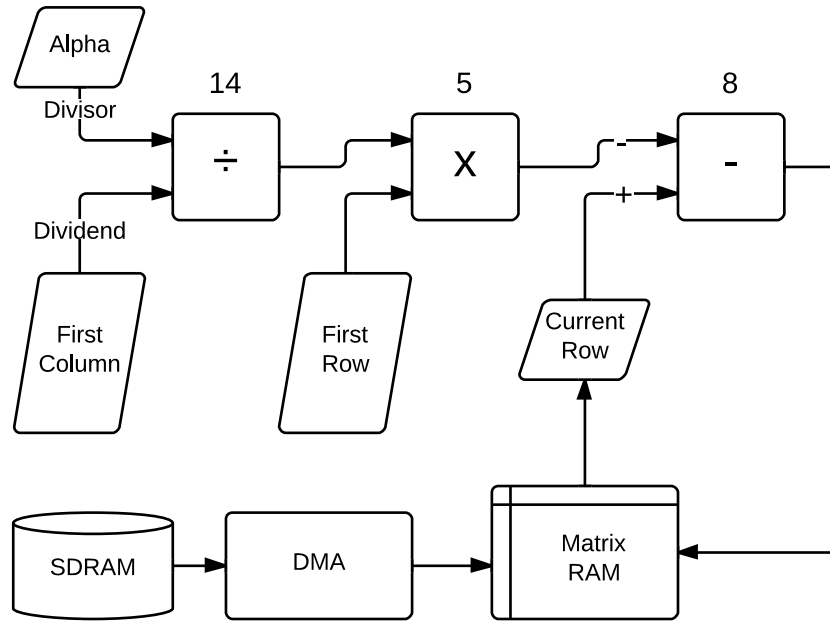 Alpha
14
5
8
Divisor
÷
X
-
-
+
Dividend
First
Column
First
Row
Current
Row
SDRAM
DMA
Matrix
RAM